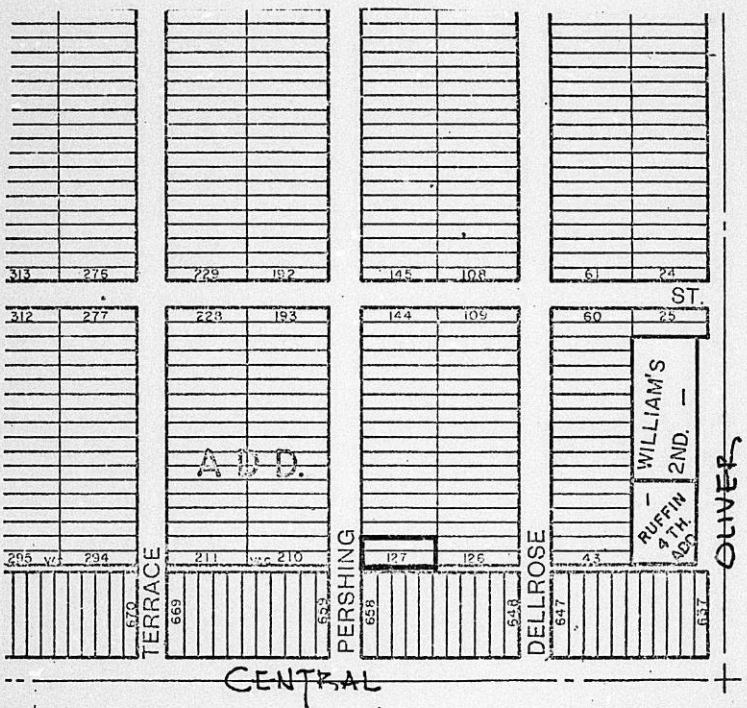 313 276 229 192 145 108 61 24
ST.
312 277 228 193 144 109 60 25
WILLIAM'S
2ND.
ADD.
RUFFIN
4TH.
ADD
OLIVER
295 294 211 210 127 126 43
TERRACE
PERSHING
DELLROSE
670 669 659 658 648 647 637
CENTRAL